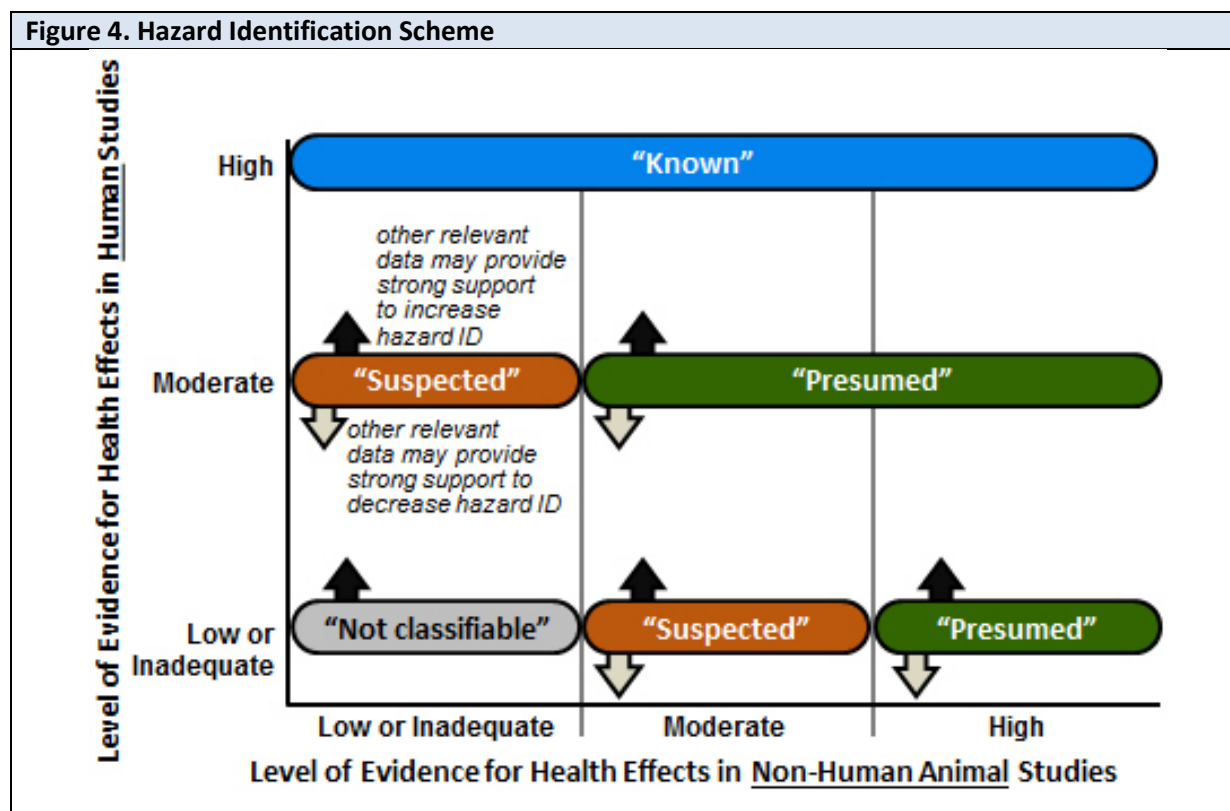 Figure 4. Hazard Identification Scheme
Level of Evidence for Health Effects in Human Studies
High
“Known”
other relevant
data may provide
strong support
to increase
hazard ID
Moderate
“Suspected”
“Presumed”
other relevant
data may provide
strong support to
decrease hazard ID
Low or
Inadequate
“Not classifiable”
“Suspected”
“Presumed”
Low or Inadequate
Moderate
High
Level of Evidence for Health Effects in Non-Human Animal Studies